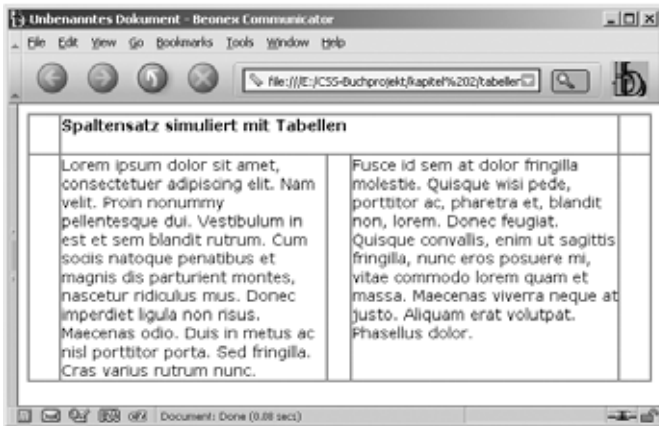 Unbenanntes Dokument - Beonex Communicator
File Edit View Go Bookmarks Tools Window Help
file:///E:/CSS-Buchprojekt/kapitel%202/tabeller
Spaltensatz simuliert mit Tabellen
Lorem ipsum dolor sit amet,
consectetuer adipiscing elit. Nam
velit. Proin nonummy
pellentesque dui. Vestibulum in
est et sem blandit rutrum. Cum
sociis natoque penatibus et
magnis dis parturient montes,
nascetur ridiculus mus. Donec
imperdiet ligula non risus.
Maecenas odio. Duis in metus ac
nisl porttitor porta. Sed fringilla.
Cras varius rutrum nunc.
Fusce id sem at dolor fringilla
molestie. Quisque wisi pede,
porttitor ac, pharetra et, blandit
non, lorem. Donec feugiat.
Quisque convallis, enim ut sagittis
fringilla, nunc eros posuere mi,
vitae commodo lorem quam et
massa. Maecenas viverra neque at
justo. Aliquam erat volutpat.
Phasellus dolor.
Document: Done (0.08 secs)